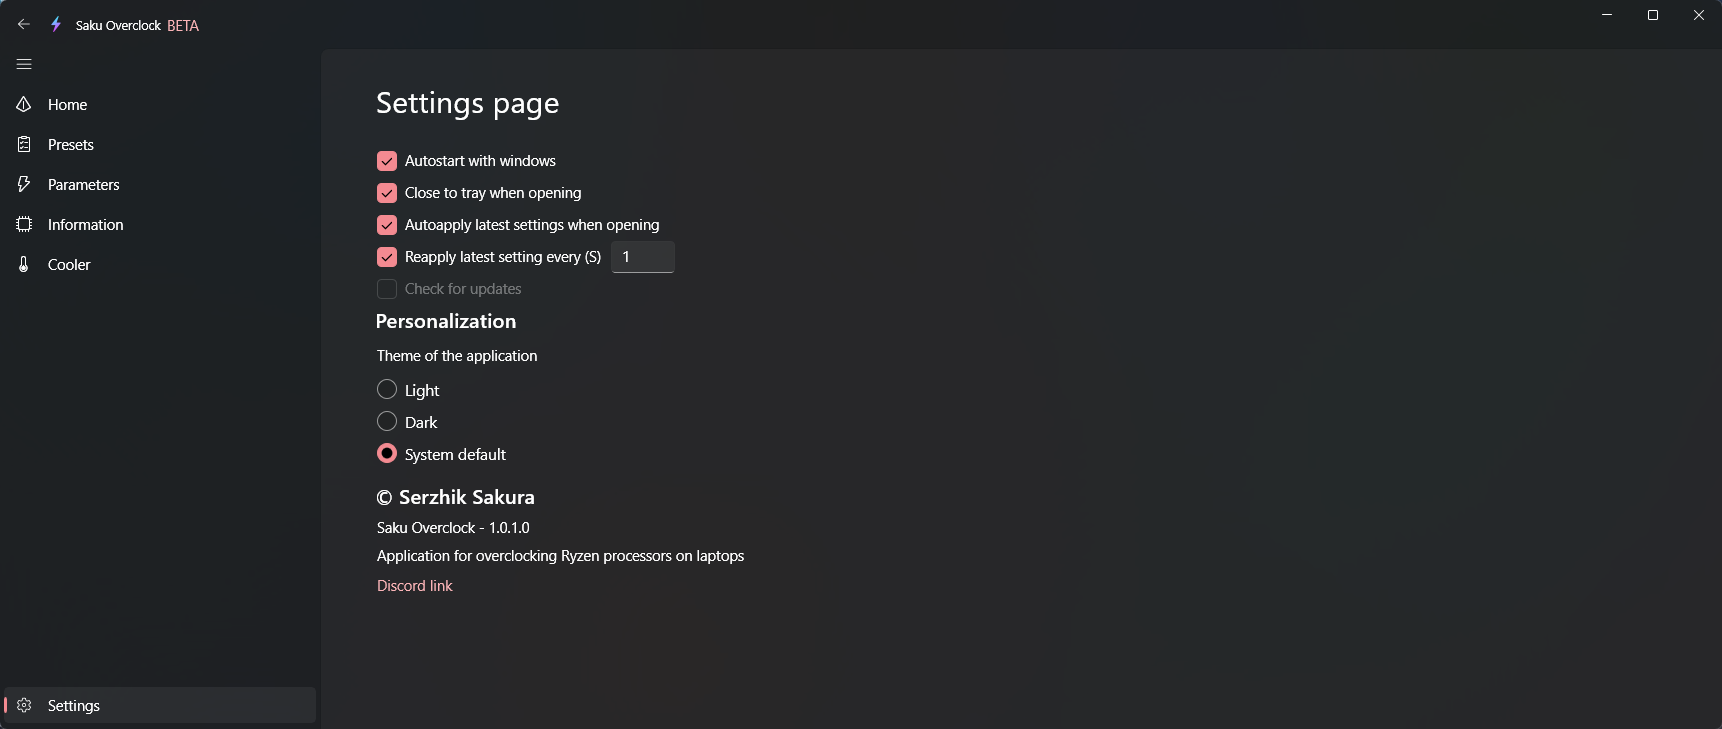 Saku Overclock BETA
Home
Presets
Parameters
Information
Cooler
Settings
Settings page
Autostart with windows
Close to tray when opening
Autoapply latest settings when opening
Reapply latest setting every (S) 1
Check for updates
Personalization
Theme of the application
Light
Dark
System default
© Serzhik Sakura
Saku Overclock - 1.0.1.0
Application for overclocking Ryzen processors on laptops
Discord link